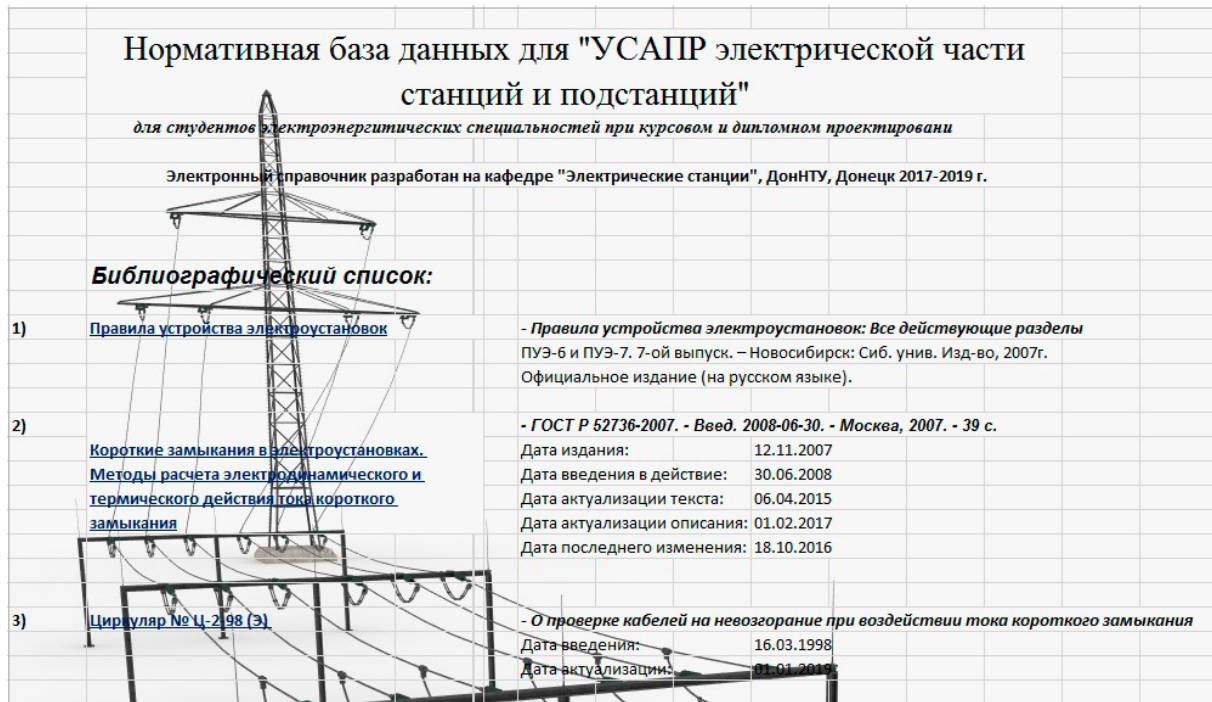 Нормативная база данных для "УСАПР электрической части
станций и подстанций"
для студентов электроэнергитических специальностей при курсовом и дипломном проектировани
Электронный справочник разработан на кафедре "Электрические станции", ДонНТУ, Донецк 2017-2019 г.
Библиографический список:
1) Правила устройства электроустановок - Правила устройства электроустановок: Все действующие разделы
ПУЭ-6 и ПУЭ-7. 7-ой выпуск. – Новосибирск: Сиб. унив. Изд-во, 2007г.
Официальное издание (на русском языке).
2) - ГОСТ Р 52736-2007. - Введ. 2008-06-30. - Москва, 2007. - 39 с.
Короткие замыкания в электроустановках. Дата издания: 12.11.2007
Методы расчета электродинамического и Дата введения в действие: 30.06.2008
термического действия тока короткого Дата актуализации текста: 06.04.2015
замыкания Дата актуализации описания: 01.02.2017
Дата последнего изменения: 18.10.2016
3) Циркуляр № Ц-2-98 (Э) - О проверке кабелей на невозгорание при воздействии тока короткого замыкания
Дата введения: 16.03.1998
Дата актуализации: 01.01.2019